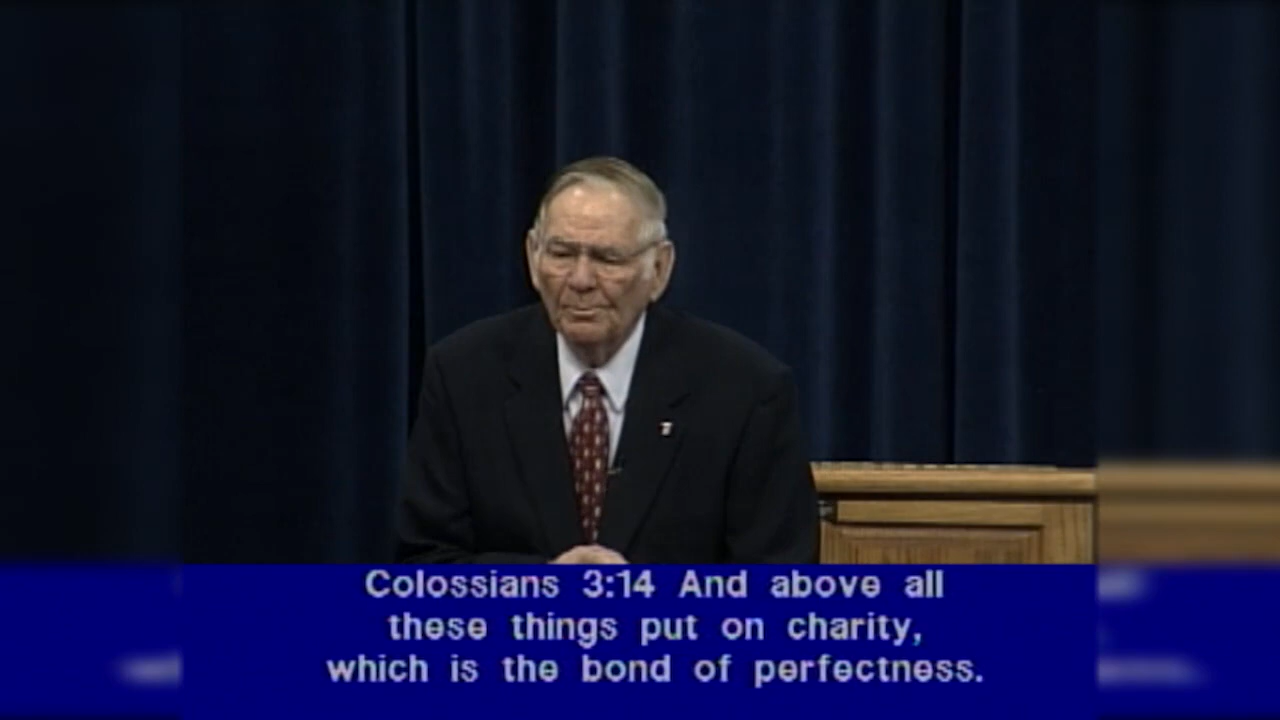 Colossians 3:14 And above all
these things put on charity,
which is the bond of perfectness.